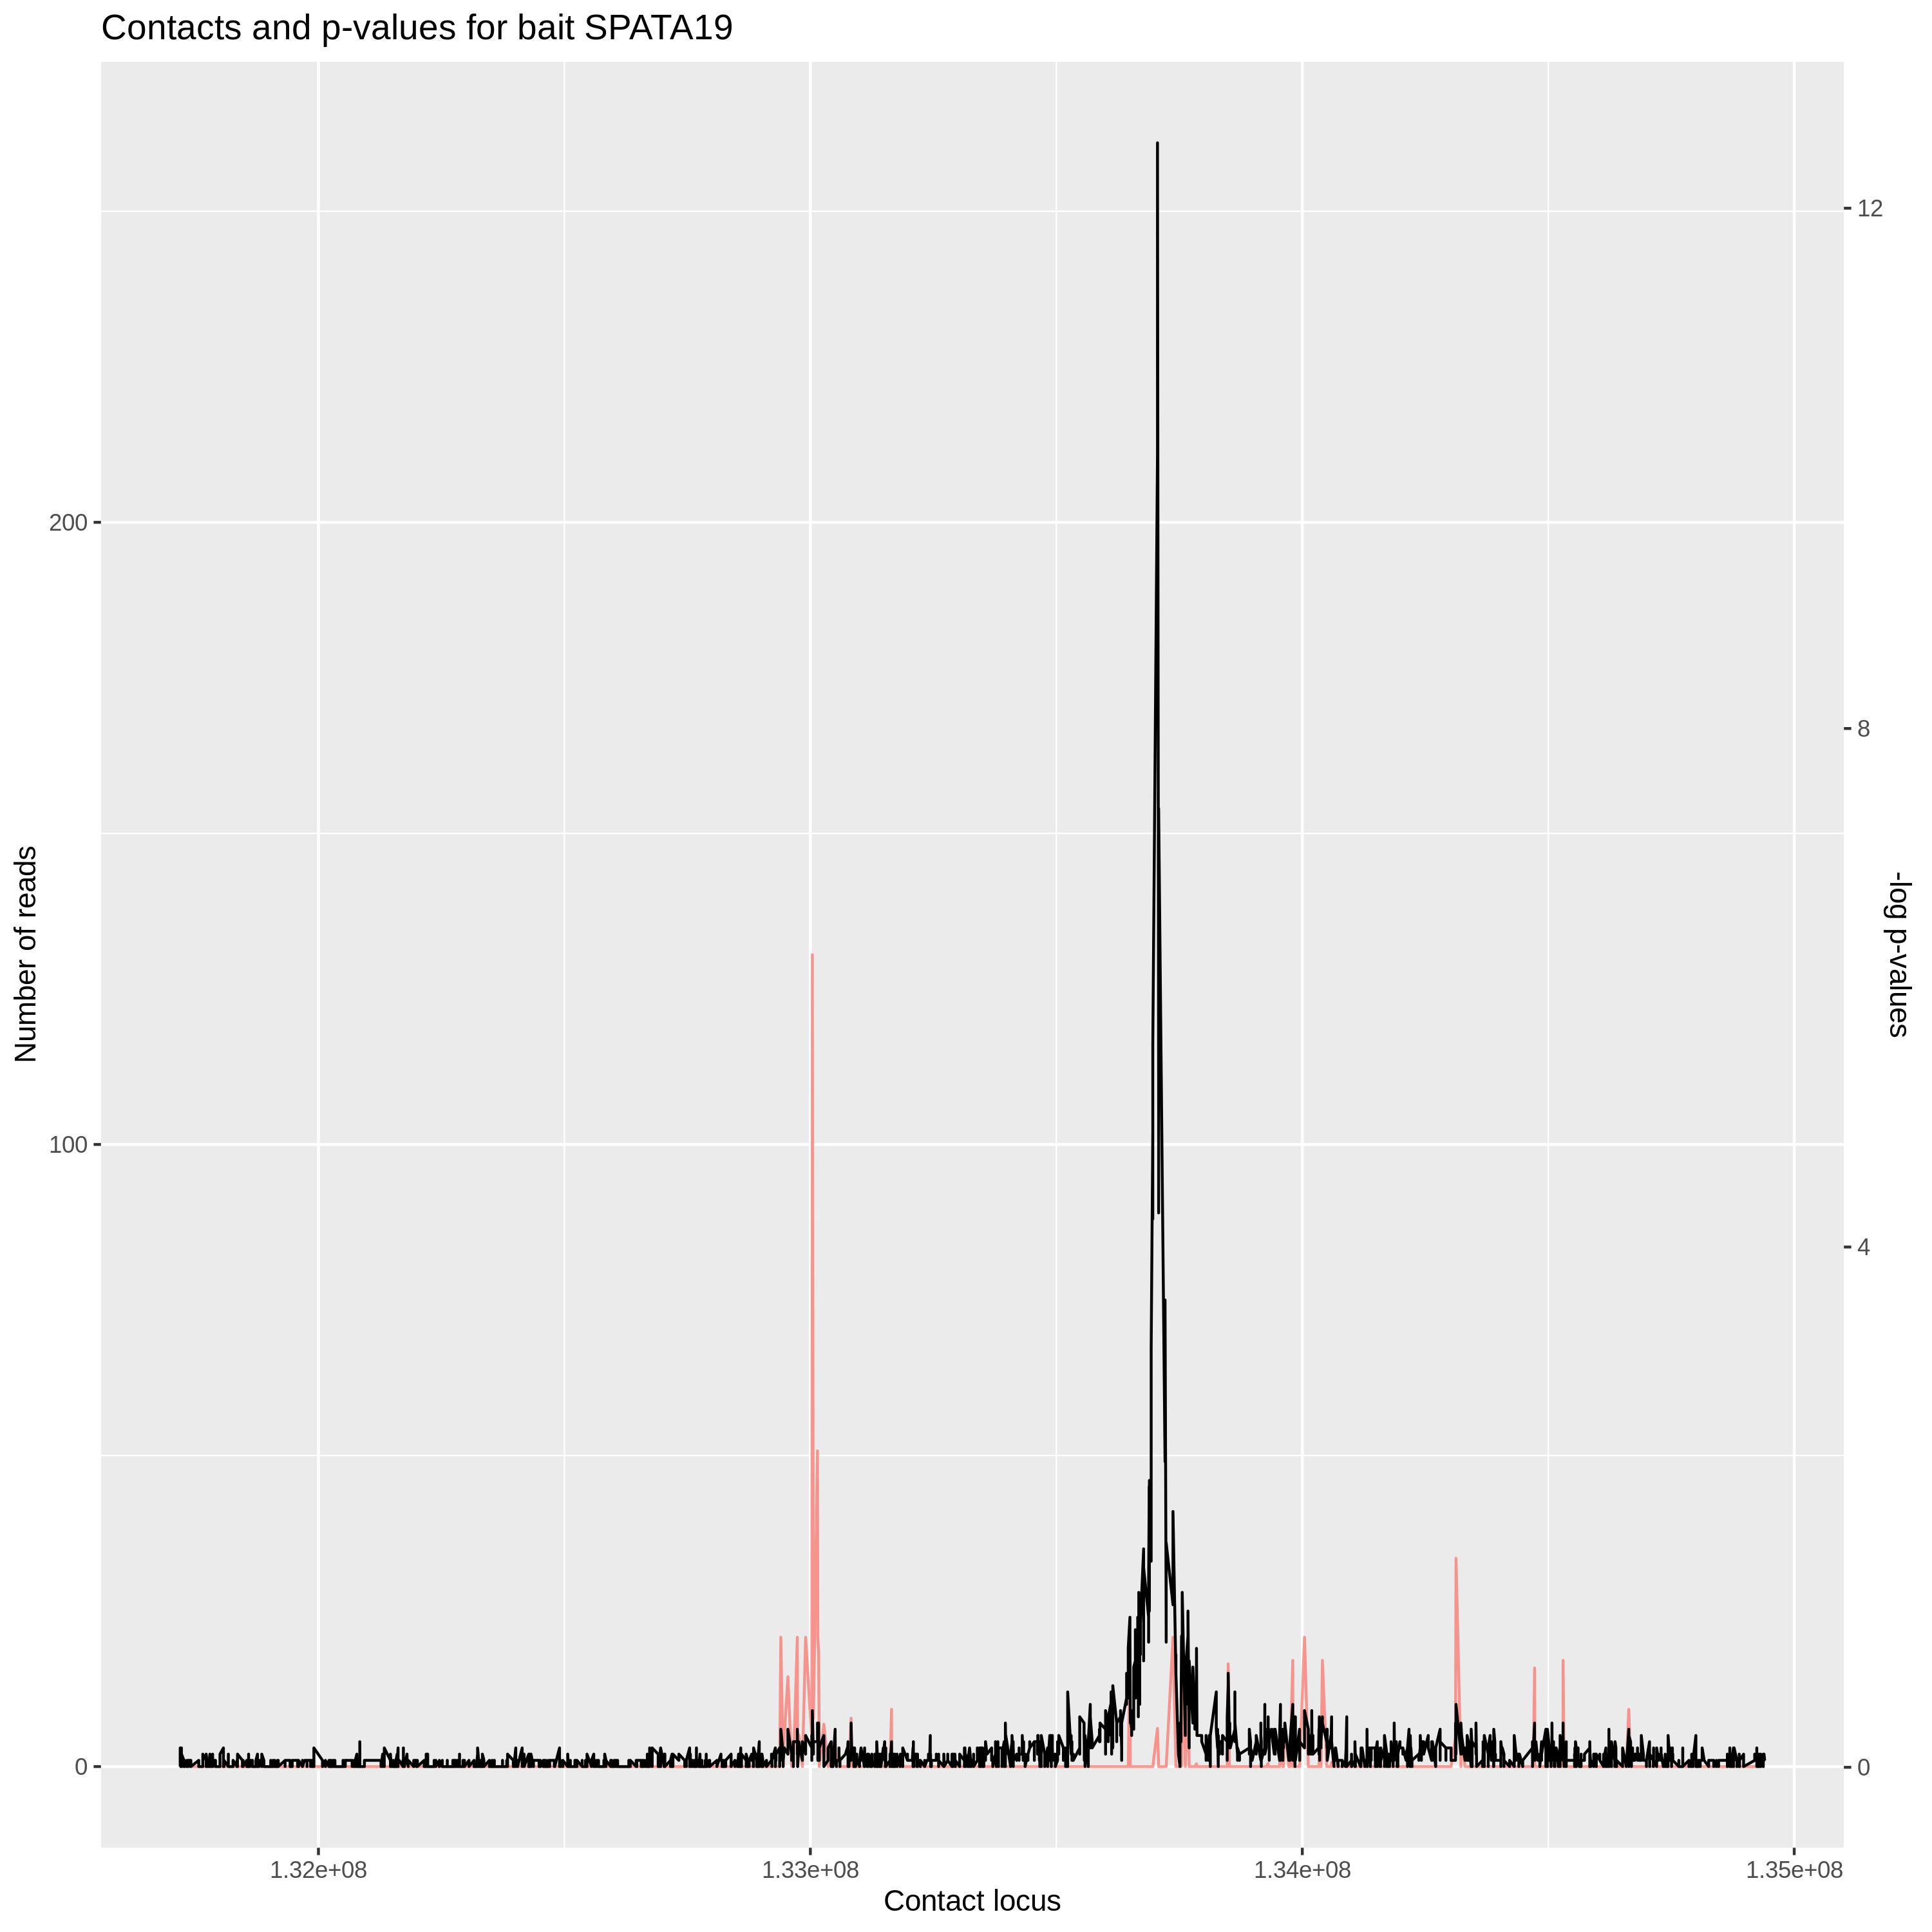 Contacts and p-values for bait SPATA19
12
200
8
Number of reads
-log p-values
100
4
0
0
1.32e+08
1.33e+08
1.34e+08
1.35e+08
Contact locus